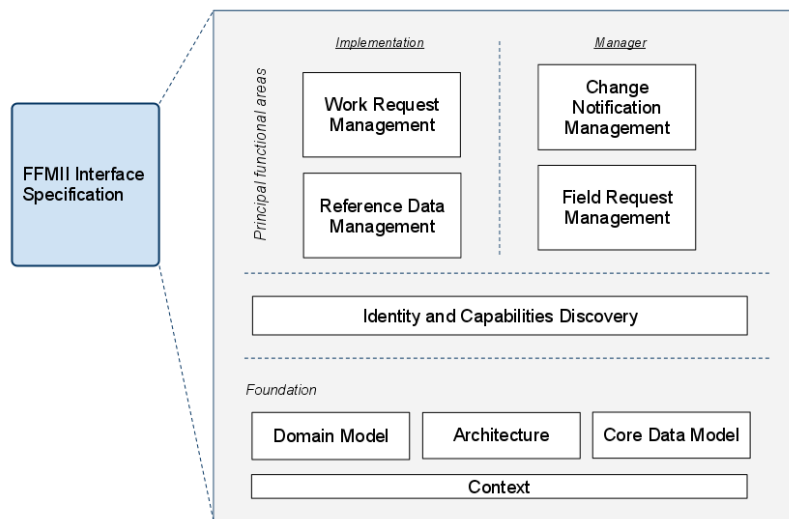 FFMII Interface
Specification
Implementation
Manager
Principal functional areas
Work Request
Management
Change
Notification
Management
Reference Data
Management
Field Request
Management
Identity and Capabilities Discovery
Foundation
Domain Model
Architecture
Core Data Model
Context